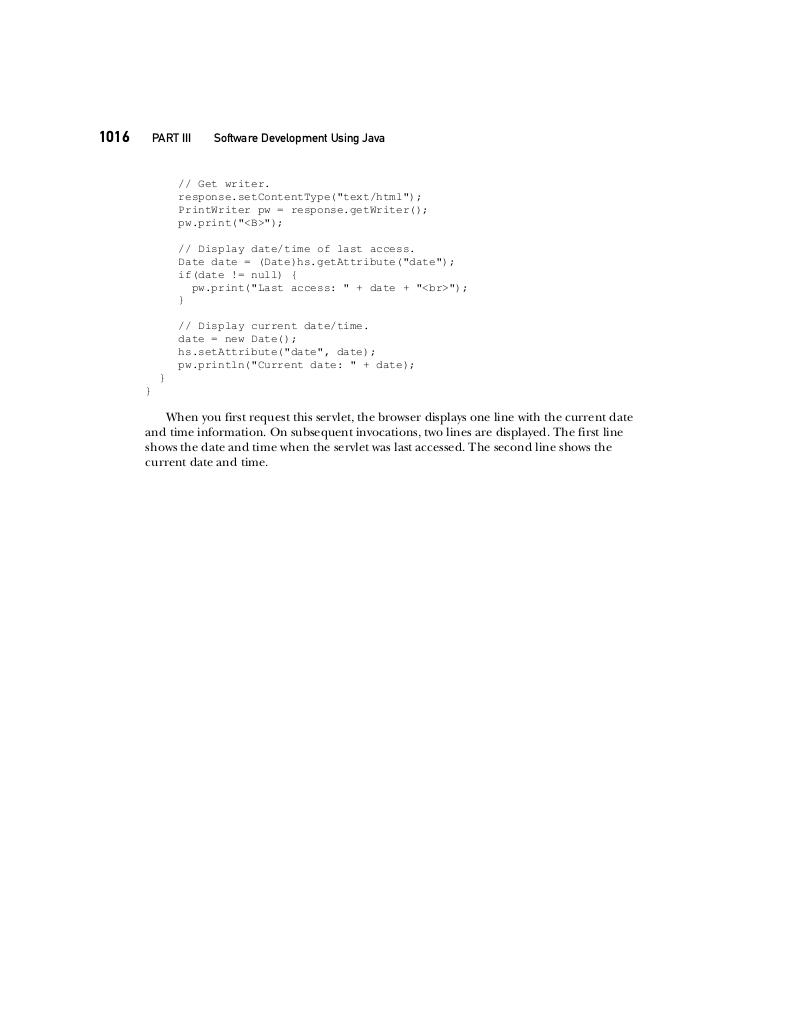 1016 PART III Software Development Using Java
// Get writer.
response.setContentType("text/html");
PrintWriter pw = response.getWriter();
pw.print("<B>");
// Display date/time of last access.
Date date = (Date)hs.getAttribute("date");
if(date != null) {
pw.print("Last access: " + date + "<br>");
}
// Display current date/time.
date = new Date();
hs.setAttribute("date", date);
pw.println("Current date: " + date);
}
}
When you first request this servlet, the browser displays one line with the current date
and time information. On subsequent invocations, two lines are displayed. The first line
shows the date and time when the servlet was last accessed. The second line shows the
current date and time.